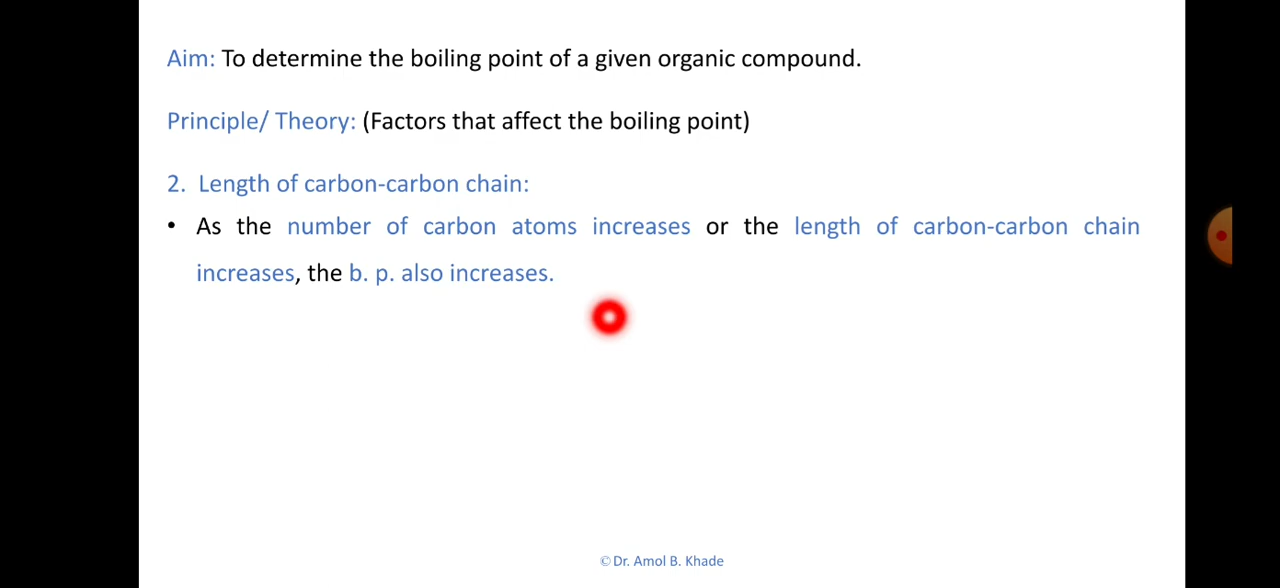 Aim: To determine the boiling point of a given organic compound.
Principle/ Theory: (Factors that affect the boiling point)
2. Length of carbon-carbon chain:
• As the number of carbon atoms increases or the length of carbon-carbon chain
increases, the b. p. also increases.
© Dr. Amol B. Khade